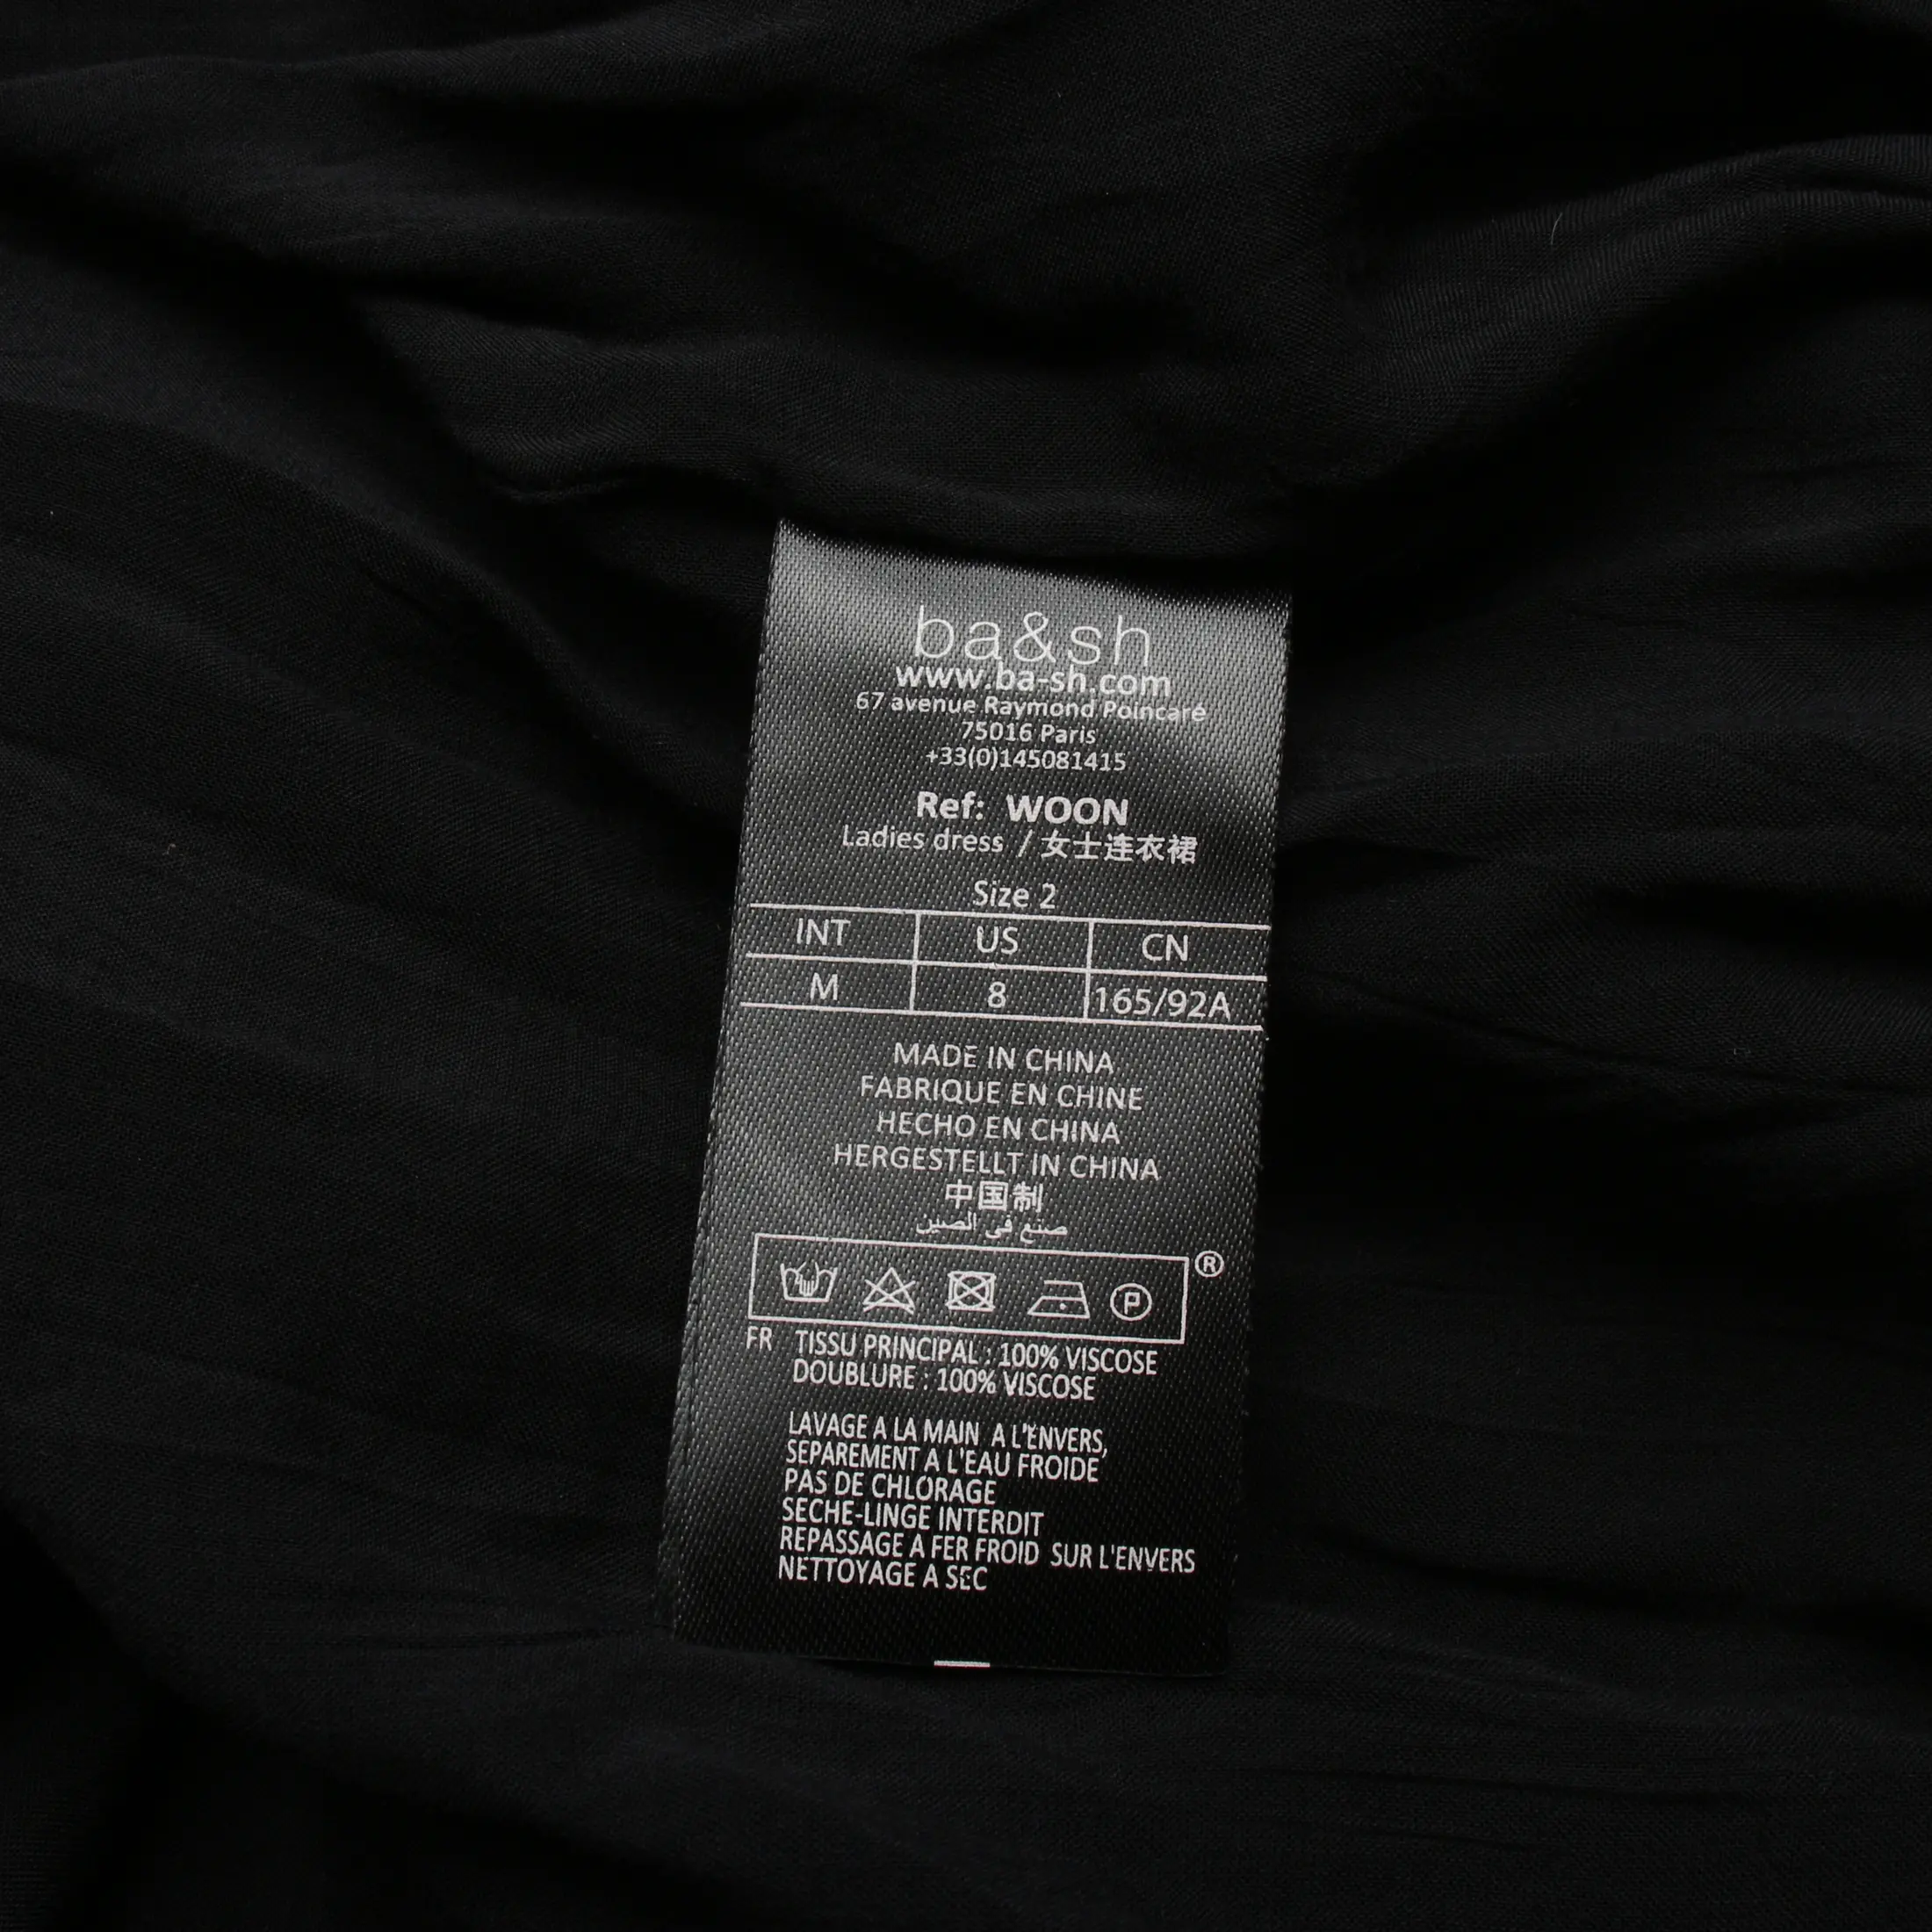 ba&sh
www.ba-sh.com
67 avenue Raymond Poincaré
75016 Paris
+33(0)145081415
Ref: WOON
Ladies dress / 女士连衣裙
Size 2
INT US CN
M 8 165/92A
MADE IN CHINA
FABRIQUE EN CHINE
HECHO EN CHINA
HERGESTELLT IN CHINA
中国制
صنع في الصين
®
P
FR TISSU PRINCIPAL : 100% VISCOSE
DOUBLURE : 100% VISCOSE
LAVAGE A LA MAIN A L'ENVERS,
SEPAREMENT A L'EAU FROIDE
PAS DE CHLORAGE
SECHE-LINGE INTERDIT
REPASSAGE A FER FROID SUR L'ENVERS
NETTOYAGE A SEC